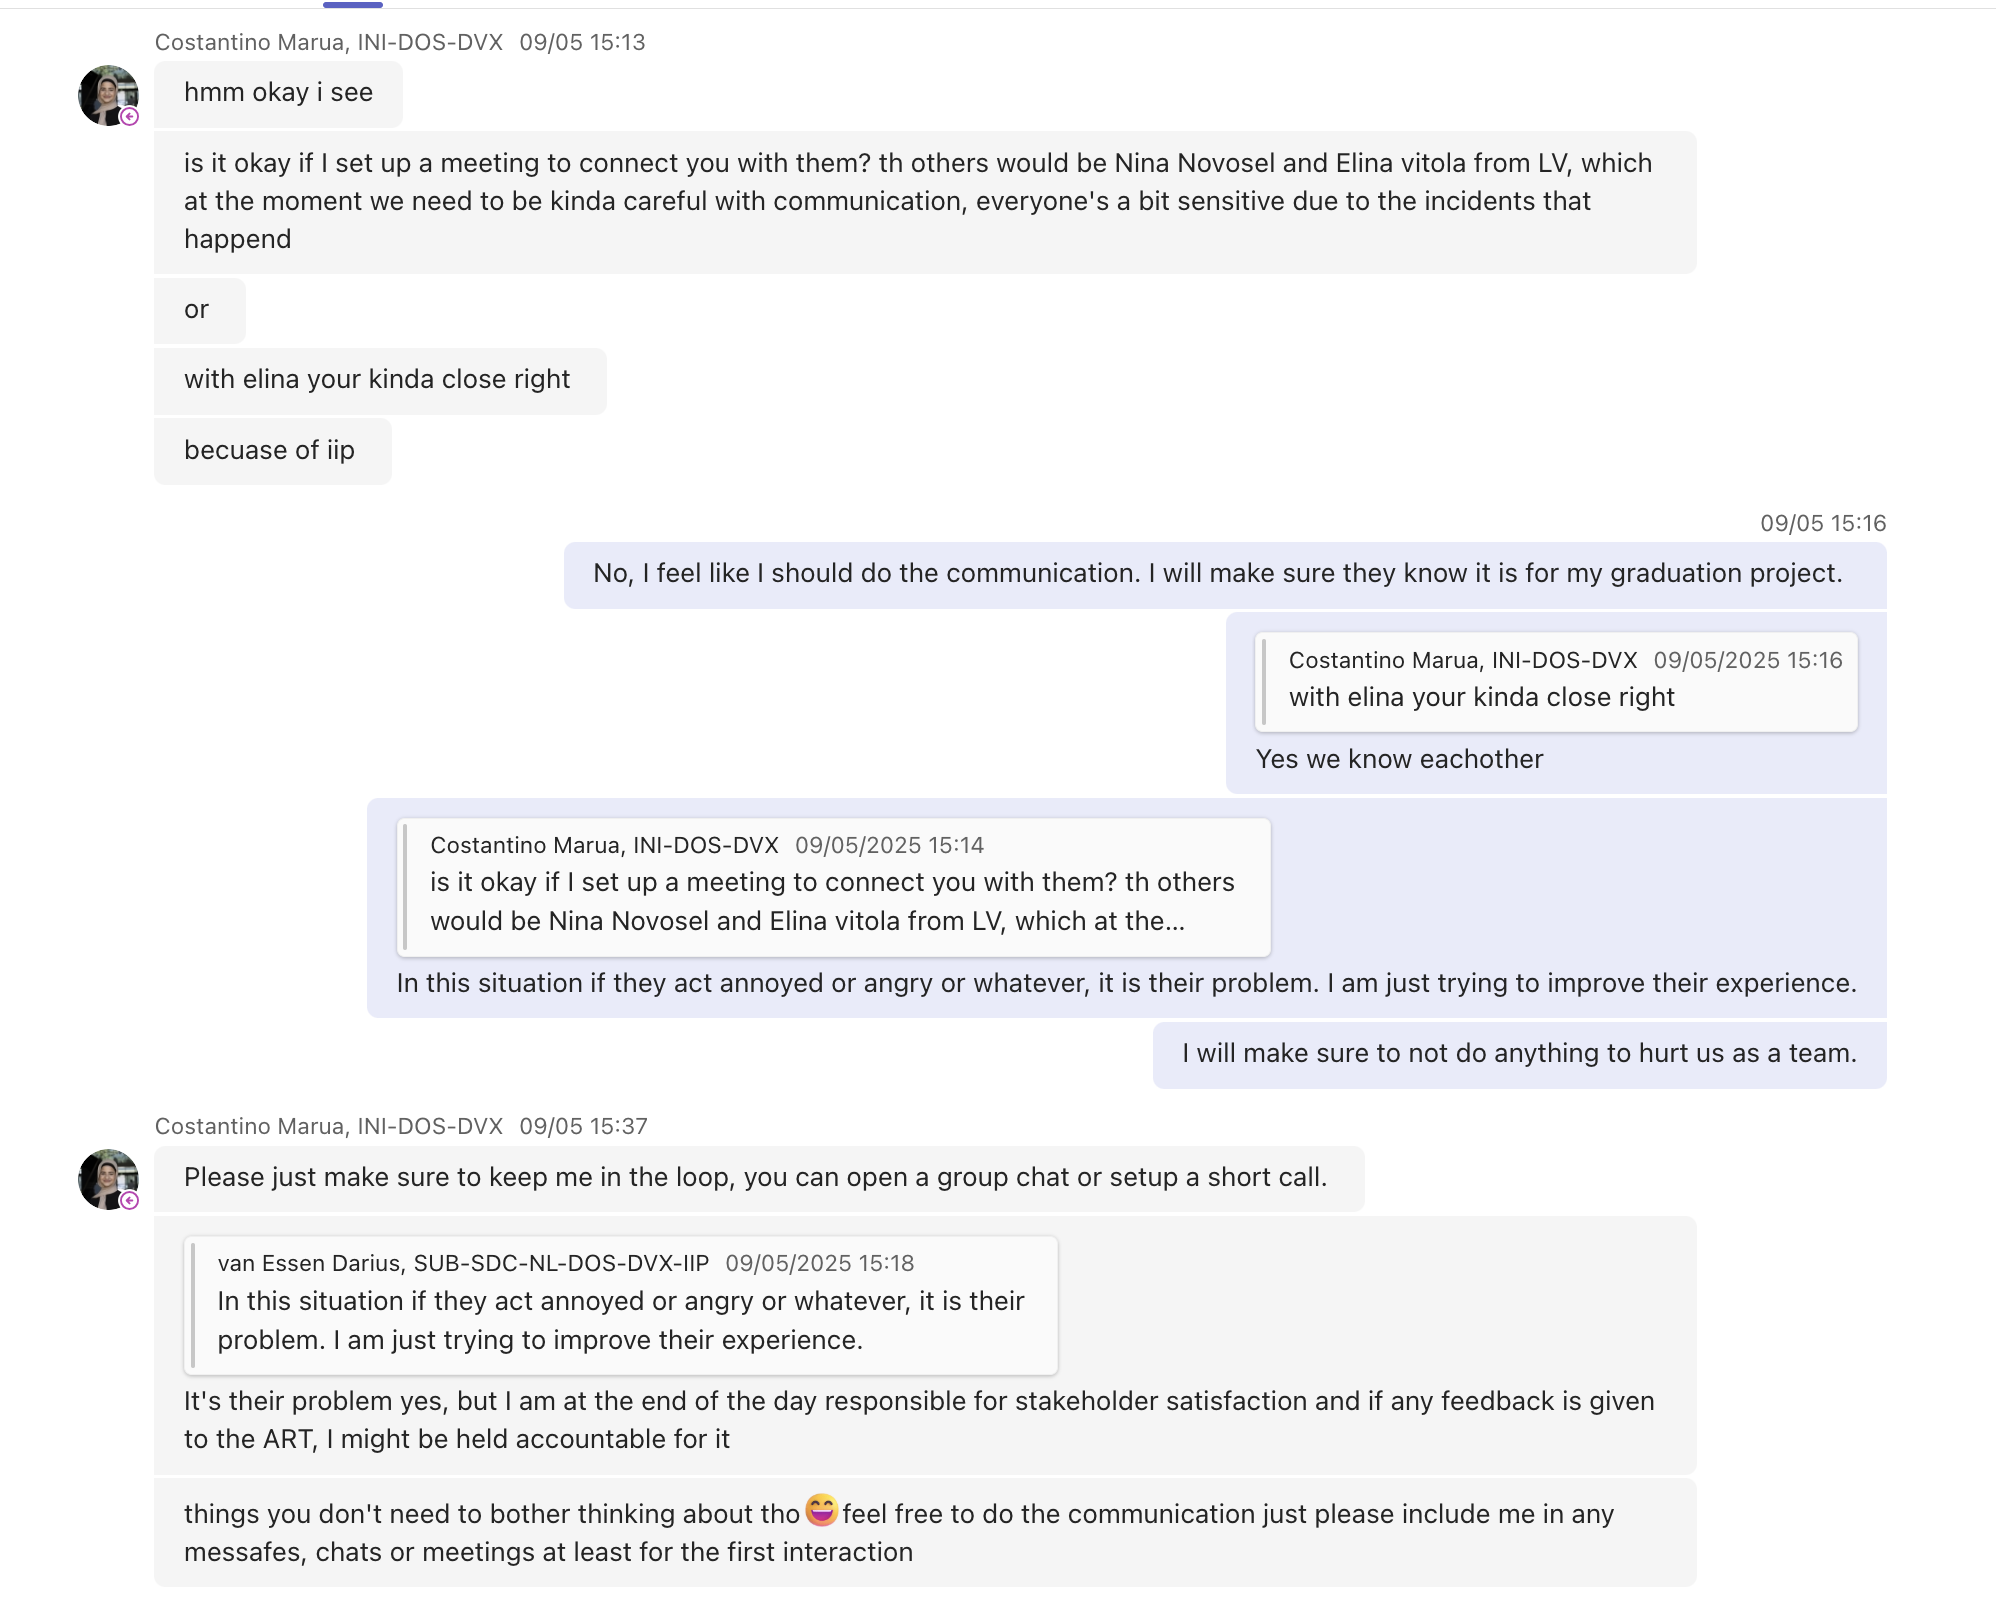 Costantino Marua, INI-DOS-DVX 09/05 15:13
hmm okay i see
is it okay if I set up a meeting to connect you with them? th others would be Nina Novosel and Elina vitola from LV, which
at the moment we need to be kinda careful with communication, everyone's a bit sensitive due to the incidents that
happend
or
with elina your kinda close right
becuase of iip
09/05 15:16
No, I feel like I should do the communication. I will make sure they know it is for my graduation project.
Costantino Marua, INI-DOS-DVX 09/05/2025 15:16
with elina your kinda close right
Yes we know eachother
Costantino Marua, INI-DOS-DVX 09/05/2025 15:14
is it okay if I set up a meeting to connect you with them? th others
would be Nina Novosel and Elina vitola from LV, which at the...
In this situation if they act annoyed or angry or whatever, it is their problem. I am just trying to improve their experience.
I will make sure to not do anything to hurt us as a team.
Costantino Marua, INI-DOS-DVX 09/05 15:37
Please just make sure to keep me in the loop, you can open a group chat or setup a short call.
van Essen Darius, SUB-SDC-NL-DOS-DVX-IIP 09/05/2025 15:18
In this situation if they act annoyed or angry or whatever, it is their
problem. I am just trying to improve their experience.
It's their problem yes, but I am at the end of the day responsible for stakeholder satisfaction and if any feedback is given
to the ART, I might be held accountable for it
things you don't need to bother thinking about tho😄feel free to do the communication just please include me in any
messafes, chats or meetings at least for the first interaction